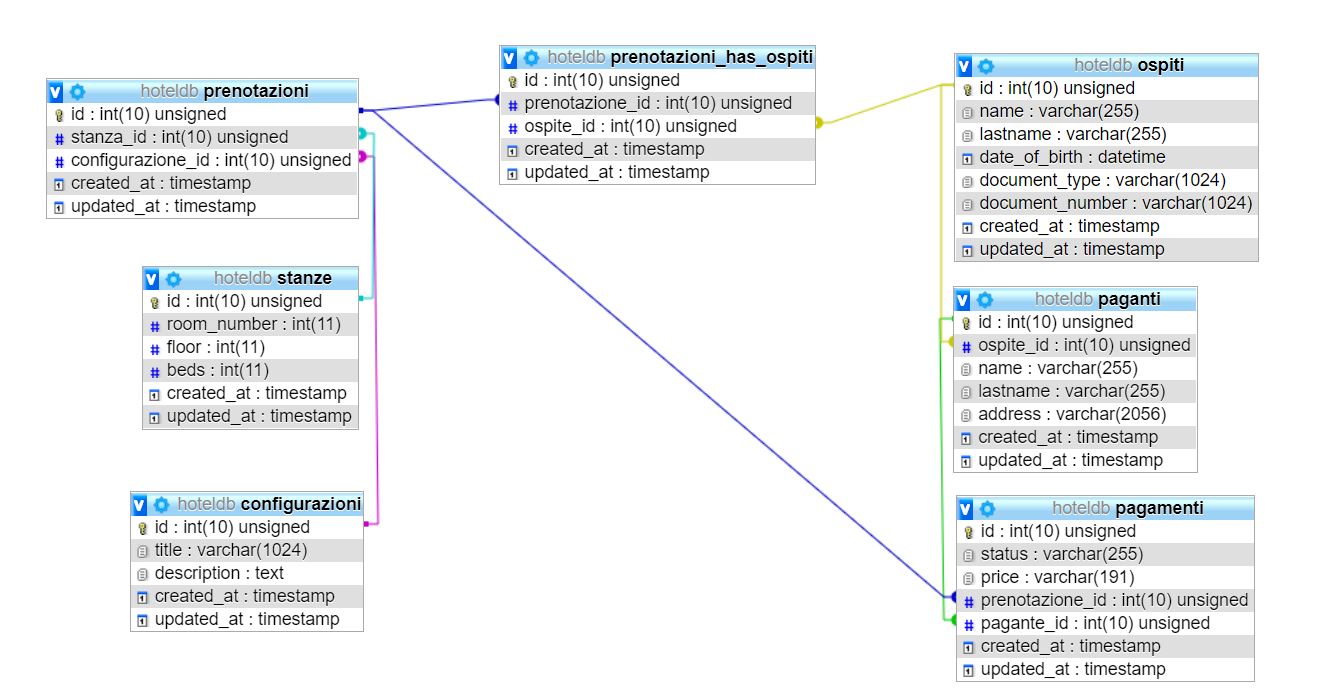 hoteldb prenotazioni
id : int(10) unsigned
stanza_id : int(10) unsigned
configurazione_id : int(10) unsigned
created_at : timestamp
updated_at : timestamp
hoteldb prenotazioni_has_ospiti
id : int(10) unsigned
prenotazione_id : int(10) unsigned
ospite_id : int(10) unsigned
created_at : timestamp
updated_at : timestamp
hoteldb ospiti
id : int(10) unsigned
name : varchar(255)
lastname : varchar(255)
date_of_birth : datetime
document_type : varchar(1024)
document_number : varchar(1024)
created_at : timestamp
updated_at : timestamp
hoteldb stanze
id : int(10) unsigned
room_number : int(11)
floor : int(11)
beds : int(11)
created_at : timestamp
updated_at : timestamp
hoteldb paganti
id : int(10) unsigned
ospite_id : int(10) unsigned
name : varchar(255)
lastname : varchar(255)
address : varchar(2056)
created_at : timestamp
updated_at : timestamp
hoteldb configurazioni
id : int(10) unsigned
title : varchar(1024)
description : text
created_at : timestamp
updated_at : timestamp
hoteldb pagamenti
id : int(10) unsigned
status : varchar(255)
price : varchar(191)
prenotazione_id : int(10) unsigned
pagante_id : int(10) unsigned
created_at : timestamp
updated_at : timestamp